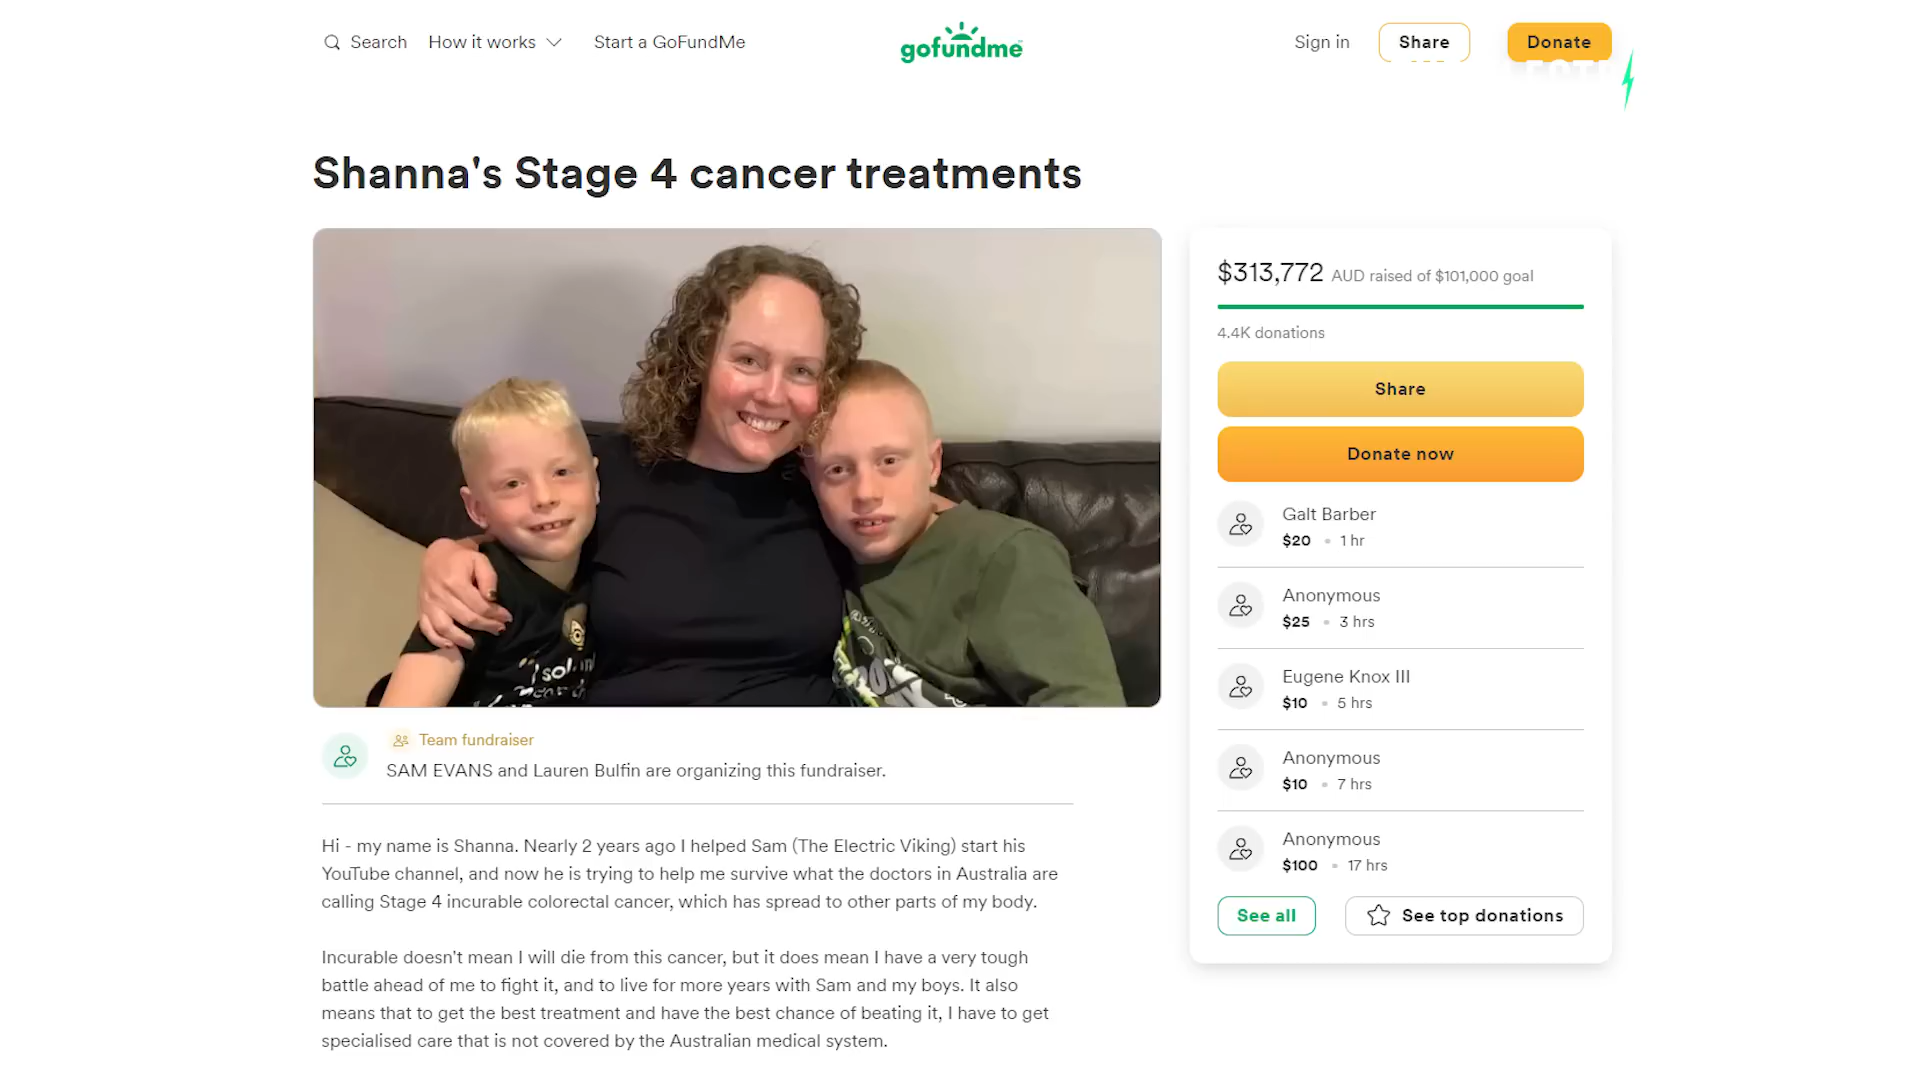 Search How it works Start a GoFundMe
gofundme
Sign in Share Donate
Shanna's Stage 4 cancer treatments
$313,772 AUD raised of $101,000 goal
4.4K donations
Share
Donate now
Galt Barber
$20 • 1 hr
Anonymous
$25 • 3 hrs
Eugene Knox III
$10 • 5 hrs
Anonymous
$10 • 7 hrs
Anonymous
$100 • 17 hrs
See all See top donations
Team fundraiser
SAM EVANS and Lauren Bulfin are organizing this fundraiser.
Hi - my name is Shanna. Nearly 2 years ago I helped Sam (The Electric Viking) start his
YouTube channel, and now he is trying to help me survive what the doctors in Australia are
calling Stage 4 incurable colorectal cancer, which has spread to other parts of my body.
Incurable doesn't mean I will die from this cancer, but it does mean I have a very tough
battle ahead of me to fight it, and to live for more years with Sam and my boys. It also
means that to get the best treatment and have the best chance of beating it, I have to get
specialised care that is not covered by the Australian medical system.